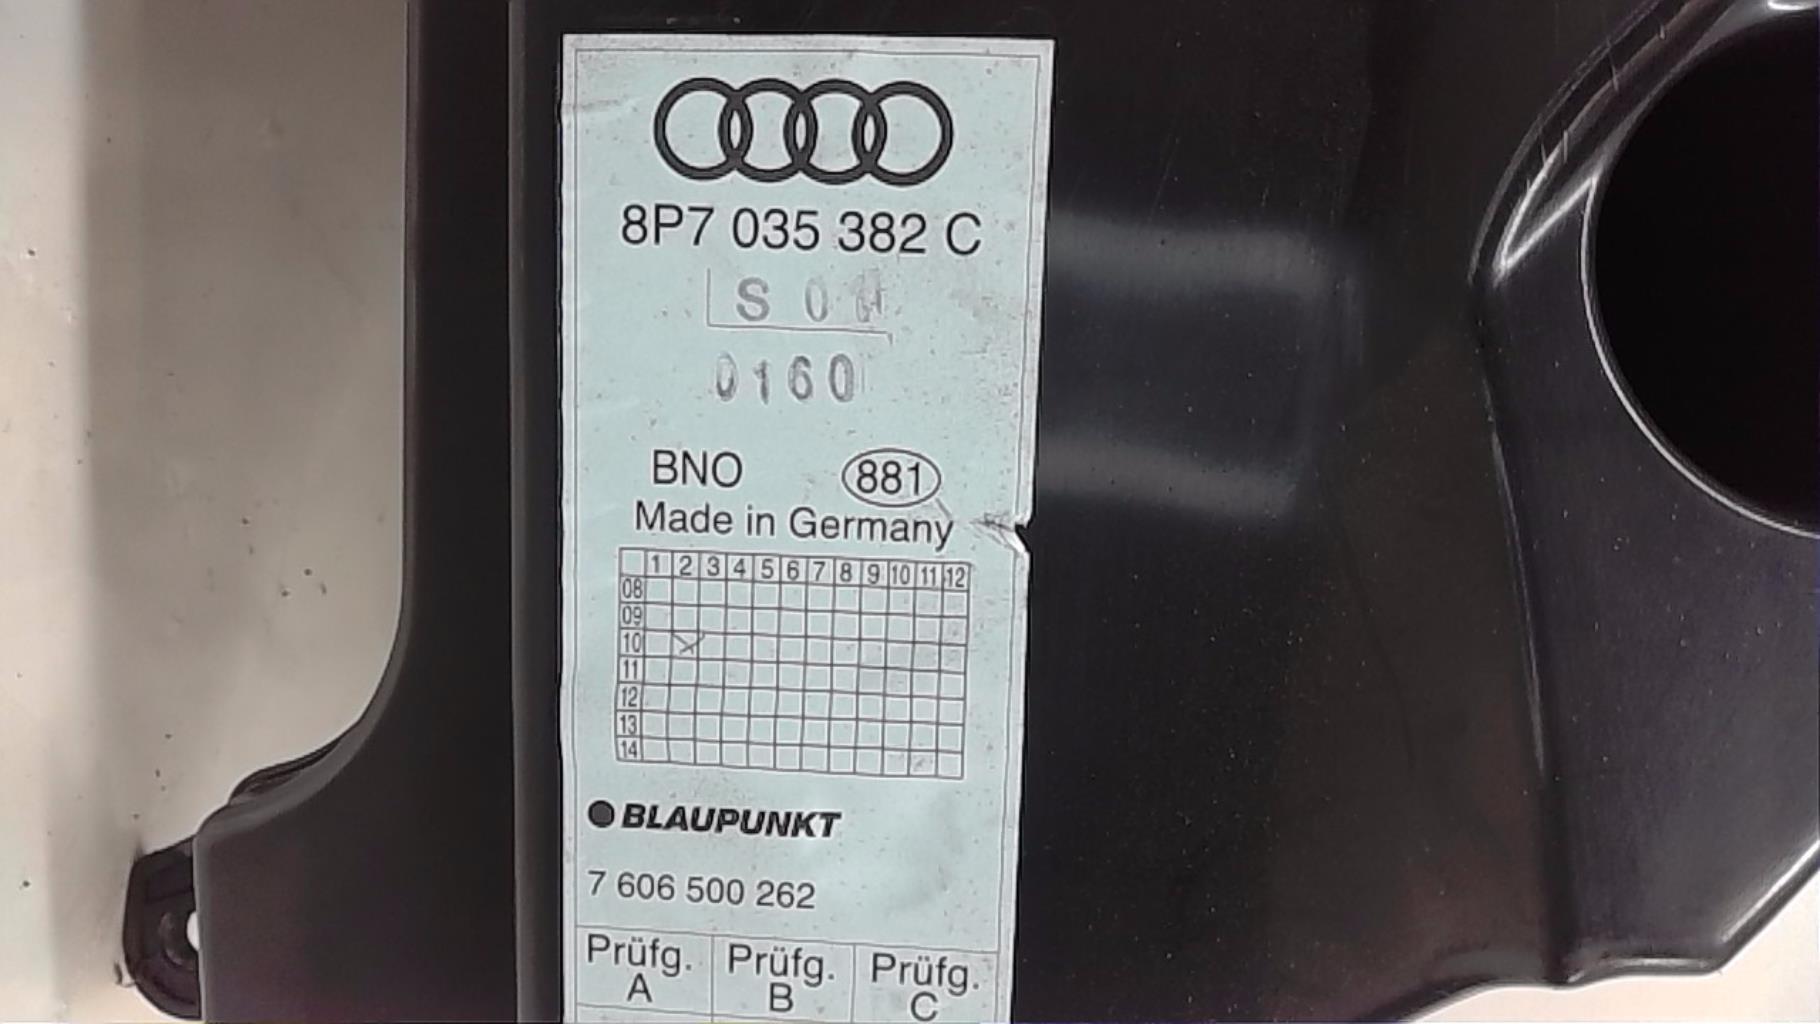 8P7 035 382 C
S 0
0160
BNO 881
Made in Germany
1 2 3 4 5 6 7 8 9 10 11 12
08
09
10
11
12
13
14
BLAUPUNKT
7 606 500 262
Prüfg. Prüfg. Prüfg.
A B C